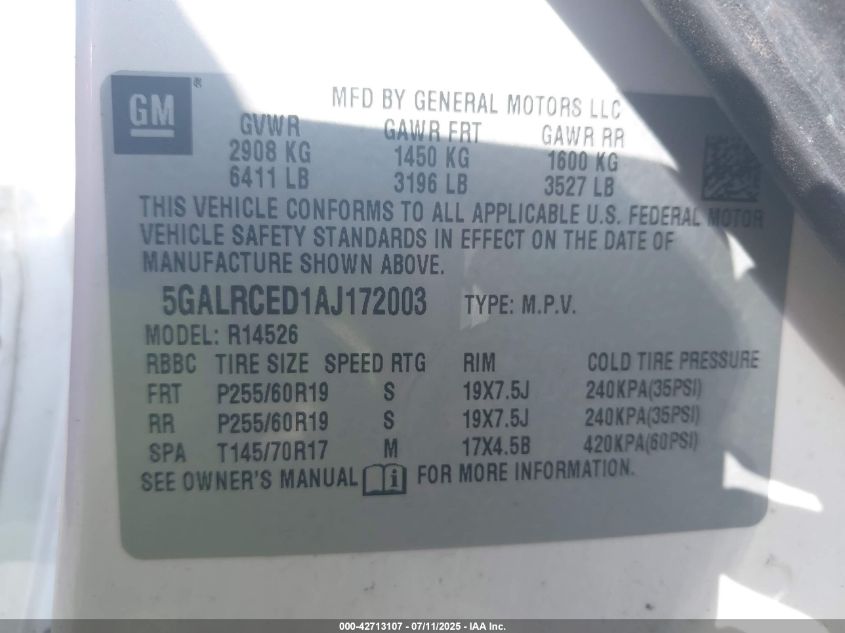 GM ®
MFD BY GENERAL MOTORS LLC
GVWR GAWR FRT GAWR RR
2908 KG 1450 KG 1600 KG
6411 LB 3196 LB 3527 LB
THIS VEHICLE CONFORMS TO ALL APPLICABLE U.S. FEDERAL MOTOR
VEHICLE SAFETY STANDARDS IN EFFECT ON THE DATE OF
MANUFACTURE SHOWN ABOVE.
5GALRCED1AJ172003 TYPE: M.P.V.
MODEL: R14526
RBBC TIRE SIZE SPEED RTG RIM COLD TIRE PRESSURE
FRT P255/60R19 S 19X7.5J 240KPA(35PSI)
RR P255/60R19 S 19X7.5J 240KPA(35PSI)
SPA T145/70R17 M 17X4.5B 420KPA(60PSI)
SEE OWNER'S MANUAL i FOR MORE INFORMATION.
000-42713107 - 07/11/2025 - IAA Inc.